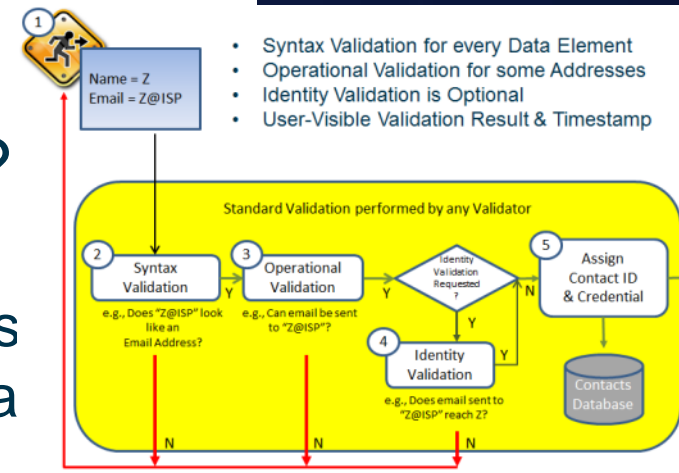 1
Name = Z
Email = Z@ISP
• Syntax Validation for every Data Element
• Operational Validation for some Addresses
• Identity Validation is Optional
• User-Visible Validation Result & Timestamp
?
s
a
Standard Validation performed by any Validator
2
Syntax
Validation
Y
e.g., Does “Z@ISP” look
like an
Email Address?
N
3
Operational
Validation
Y
e.g., Can email be sent
to “Z@ISP”?
N
Identity
Validation
Requested
?
N
Y
4
Identity
Validation
Y
e.g., Does email sent to
“Z@ISP” reach Z?
N
5
Assign
Contact ID
& Credential
Contacts
Database